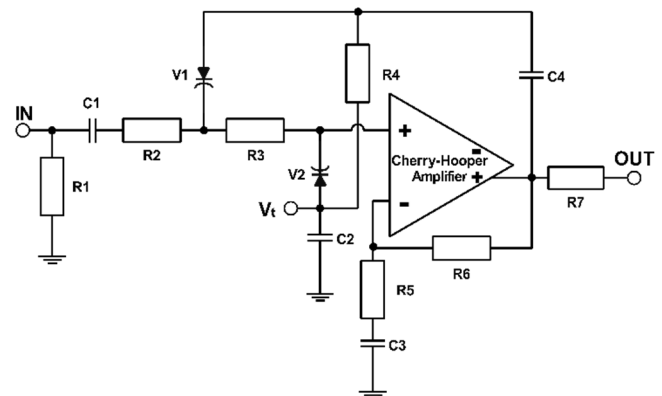 V1
R4
C4
IN
C1
R2
R3
+
-
Cherry-Hooper
Amplifier +
OUT
R1
V2
-
R7
Vt
C2
R6
R5
C3